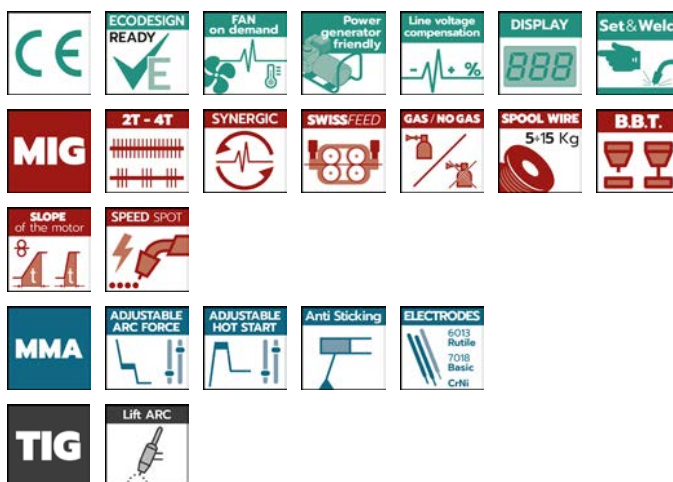 CE
ECODESIGN
READY
E
FAN
on demand
Power
generator
friendly
Line voltage
compensation
- + %
DISPLAY
888
Set&Weld
MIG
2T - 4T
SYNERGIC
SWISSFEED
GAS / NO GAS
SPOOL WIRE
5÷15 Kg
B.B.T.
SLOPE
of the motor
t t
SPEED SPOT
MMA
ADJUSTABLE
ARC FORCE
ADJUSTABLE
HOT START
Anti Sticking
ELECTRODES
6013
Rutile
7018
Basic
CrNi
TIG
Lift ARC